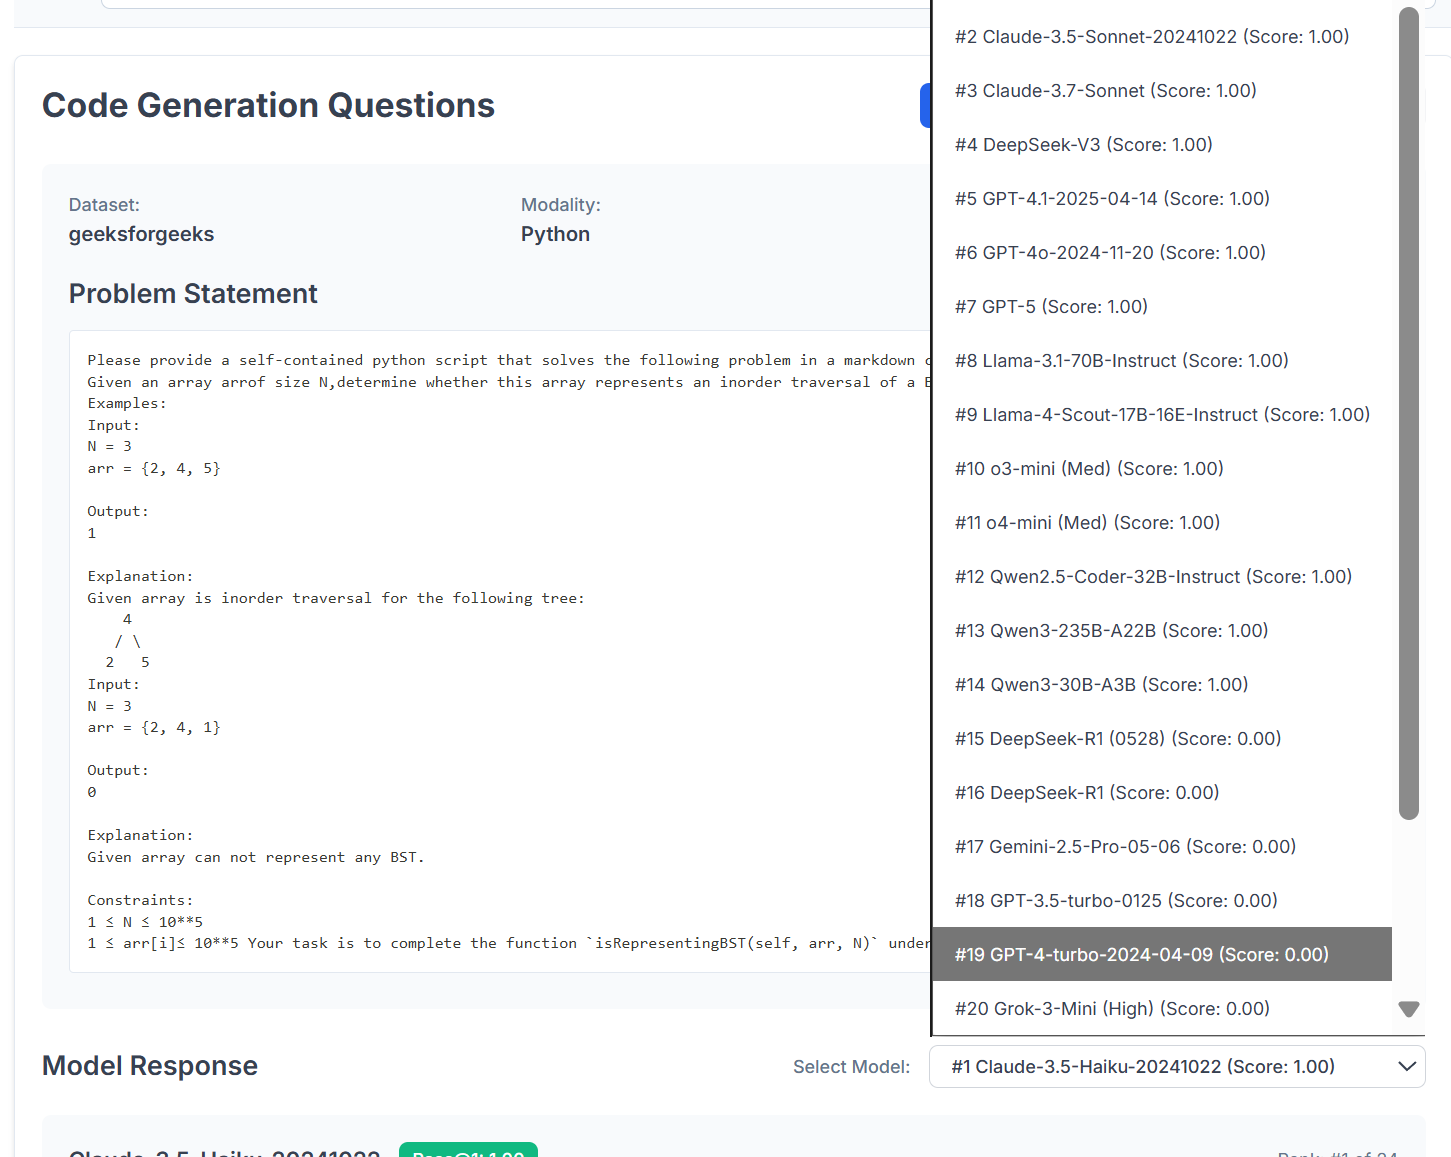 Code Generation Questions
Dataset:
geeksforgeeks
Modality:
Python
Problem Statement
Please provide a self-contained python script that solves the following problem in a markdown
Given an array arrof size N,determine whether this array represents an inorder traversal of a
Examples:
Input:
N = 3
arr = {2, 4, 5}
Output:
1
Explanation:
Given array is inorder traversal for the following tree:
4
/ \
2 5
Input:
N = 3
arr = {2, 4, 1}
Output:
0
Explanation:
Given array can not represent any BST.
Constraints:
1 ≤ N ≤ 10**5
1 ≤ arr[i]≤ 10**5 Your task is to complete the function `isRepresentingBST(self, arr, N)` under
#2 Claude-3.5-Sonnet-20241022 (Score: 1.00)
#3 Claude-3.7-Sonnet (Score: 1.00)
#4 DeepSeek-V3 (Score: 1.00)
#5 GPT-4.1-2025-04-14 (Score: 1.00)
#6 GPT-4o-2024-11-20 (Score: 1.00)
#7 GPT-5 (Score: 1.00)
#8 Llama-3.1-70B-Instruct (Score: 1.00)
#9 Llama-4-Scout-17B-16E-Instruct (Score: 1.00)
#10 o3-mini (Med) (Score: 1.00)
#11 o4-mini (Med) (Score: 1.00)
#12 Qwen2.5-Coder-32B-Instruct (Score: 1.00)
#13 Qwen3-235B-A22B (Score: 1.00)
#14 Qwen3-30B-A3B (Score: 1.00)
#15 DeepSeek-R1 (0528) (Score: 0.00)
#16 DeepSeek-R1 (Score: 0.00)
#17 Gemini-2.5-Pro-05-06 (Score: 0.00)
#18 GPT-3.5-turbo-0125 (Score: 0.00)
#19 GPT-4-turbo-2024-04-09 (Score: 0.00)
#20 Grok-3-Mini (High) (Score: 0.00)
Model Response
Select Model:
#1 Claude-3.5-Haiku-20241022 (Score: 1.00)
Claude-3.5-Haiku-20241022
Pass@1: 1.00
Rank: #1 of 24